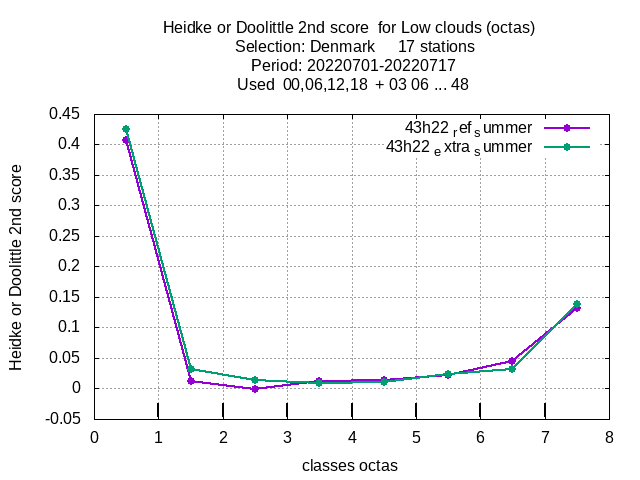 Heidke or Doolittle 2nd score  for Low clouds (octas)
Selection: Denmark     17 stations
Period: 20220701-20220717
Used  00,06,12,18  + 03 06 ... 48
Heidke or Doolittle 2nd score
0.45
0.4
0.35
0.3
0.25
0.2
0.15
0.1
0.05
0
-0.05
43h22 ref summer
43h22 extra summer
0 1 2 3 4 5 6 7 8
classes octas